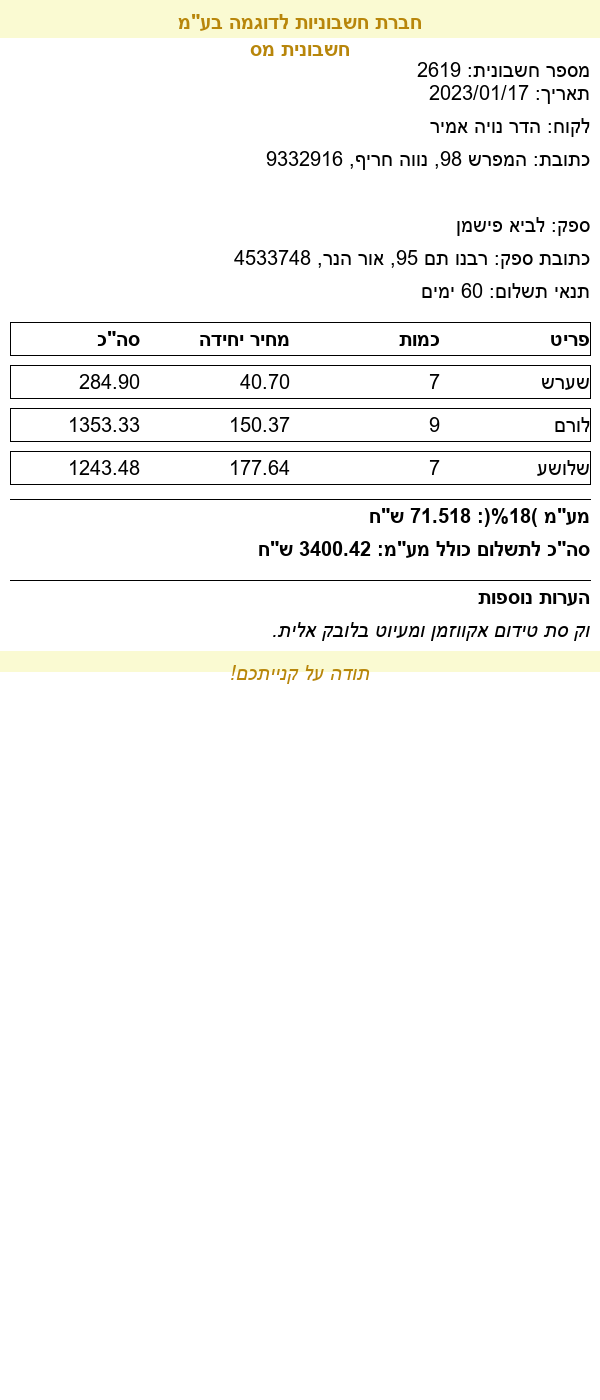 חברת חשבוניות לדוגמה בע"מ
חשבונית מס
מספר חשבונית: 2619
תאריך: 2023/01/17
לקוח: הדר נויה אמיר
כתובת: המפרש 98, נווה חריף, 9332916
ספק: לביא פישמן
כתובת ספק: רבנו תם 95, אור הנר, 4533748
תנאי תשלום: 60 ימים
פריט כמות מחיר יחידה סה"כ
שערש 7 40.70 284.90
לורם 9 150.37 1353.33
שלושע 7 177.64 1243.48
מע"מ )18%(: 71.518 ש"ח
סה"כ לתשלום כולל מע"מ: 3400.42 ש"ח
הערות נוספות
וק סת טידום אקווזמן ומעיוט בלובק אלית.
תודה על קנייתכם!